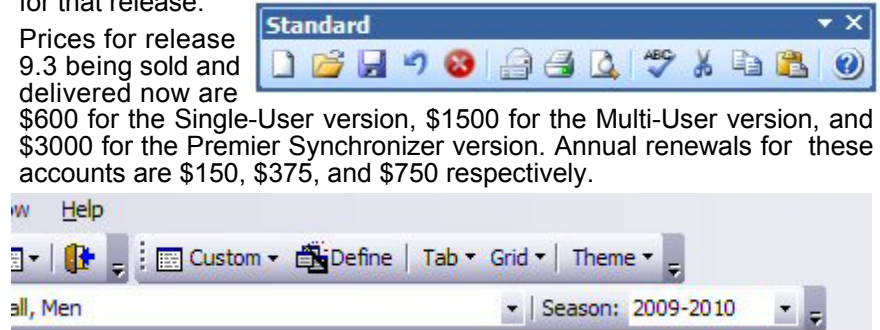 for that release.
Standard
Prices for release
9.3 being sold and
ABC
delivered now are
$600 for the Single-User version, $1500 for the Multi-User version, and
$3000 for the Premier Synchronizer version. Annual renewals for these
accounts are $150, $375, and $750 respectively.
ow Help
Custom Define Tab Grid Theme
all, Men Season: 2009-2010